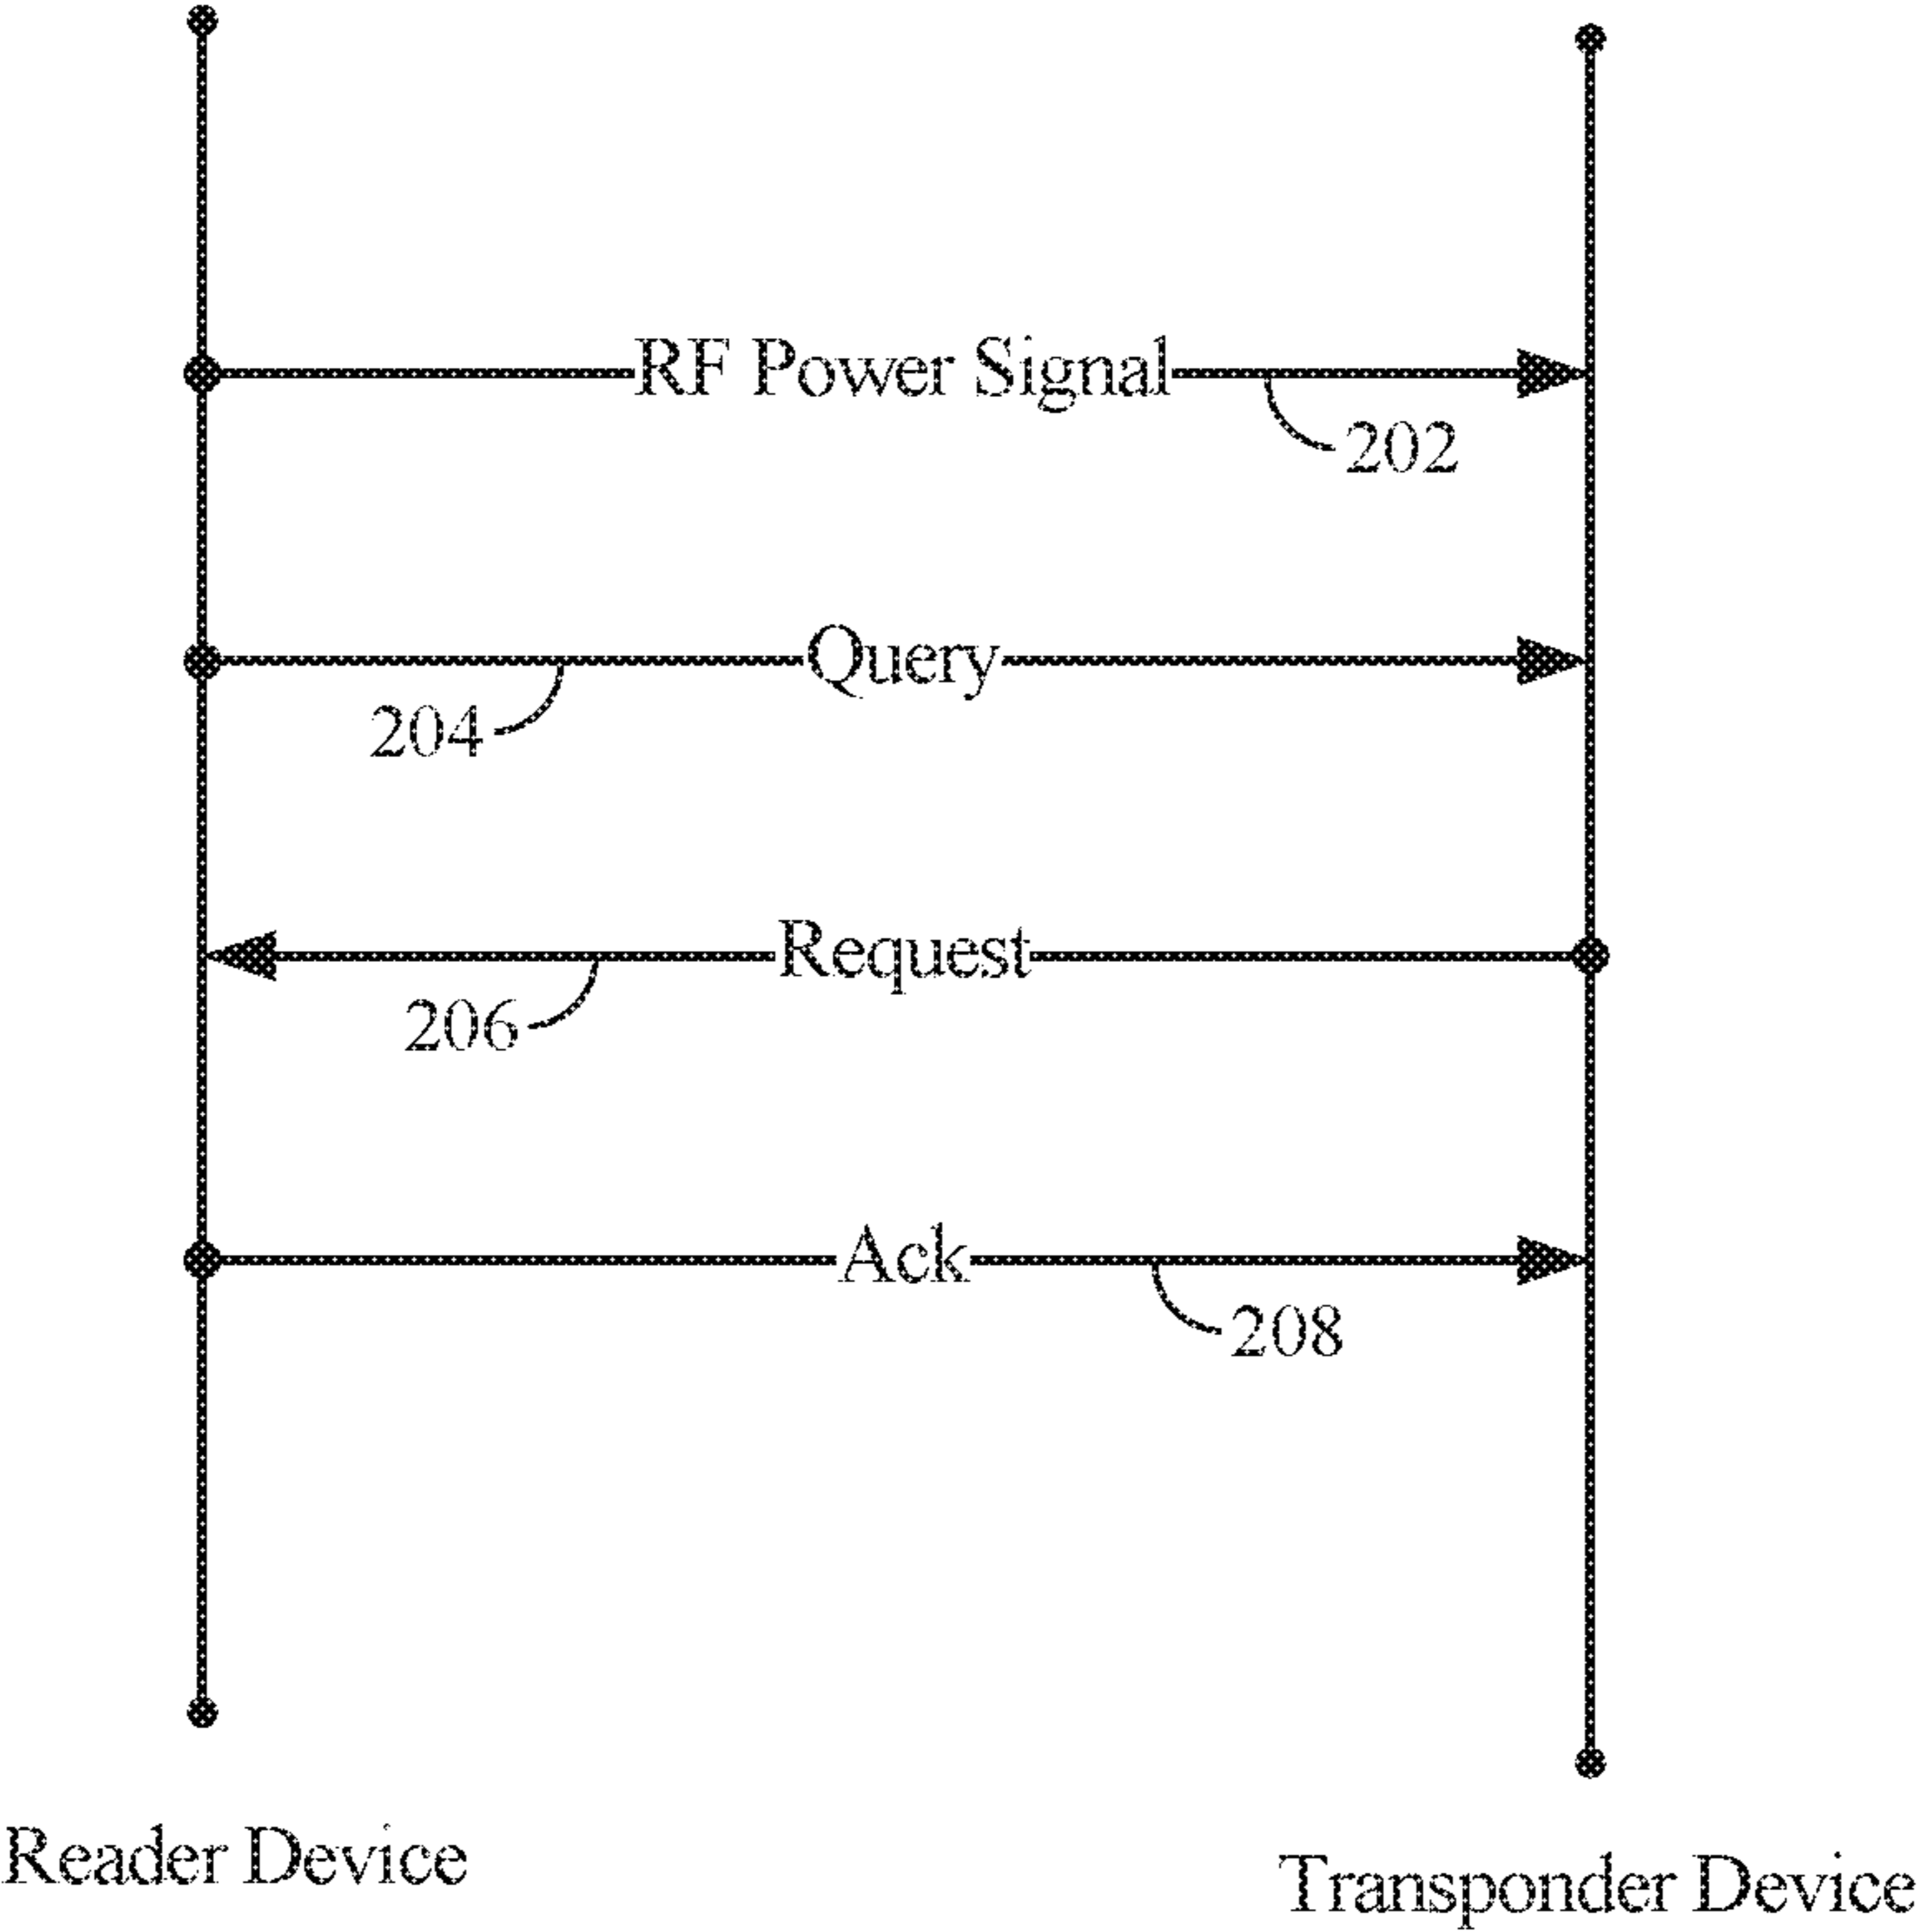 RF Power Signal
202
Query
204
Request
206
Ack
208
Reader Device
Transponder Device